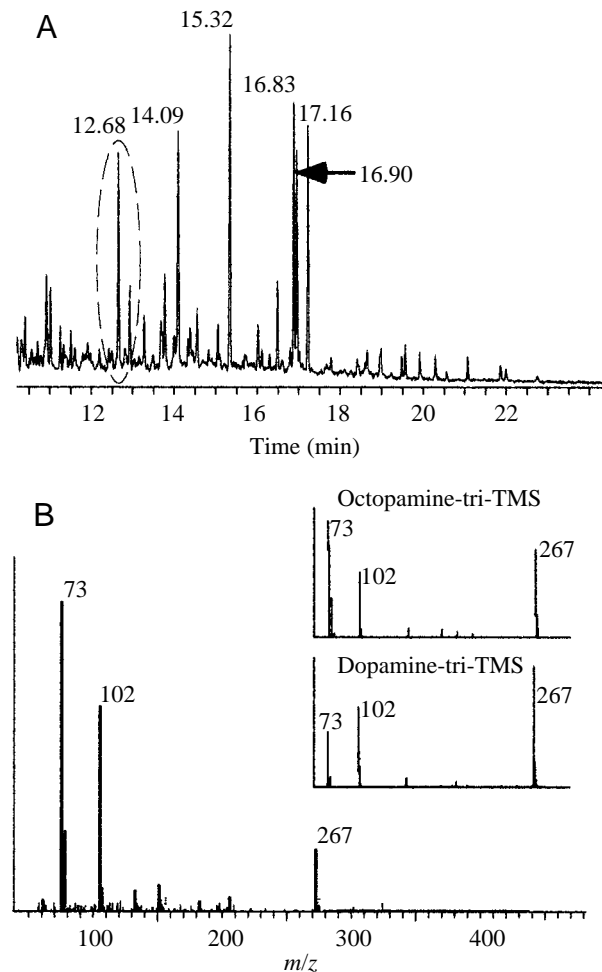 A
15.32
16.83
14.09
17.16
12.68
16.90
12 14 16 18 20 22
Time (min)
B
Octopamine-tri-TMS
73
267
102
Dopamine-tri-TMS
267
102
73
73
102
267
100 200 300 400
m/z